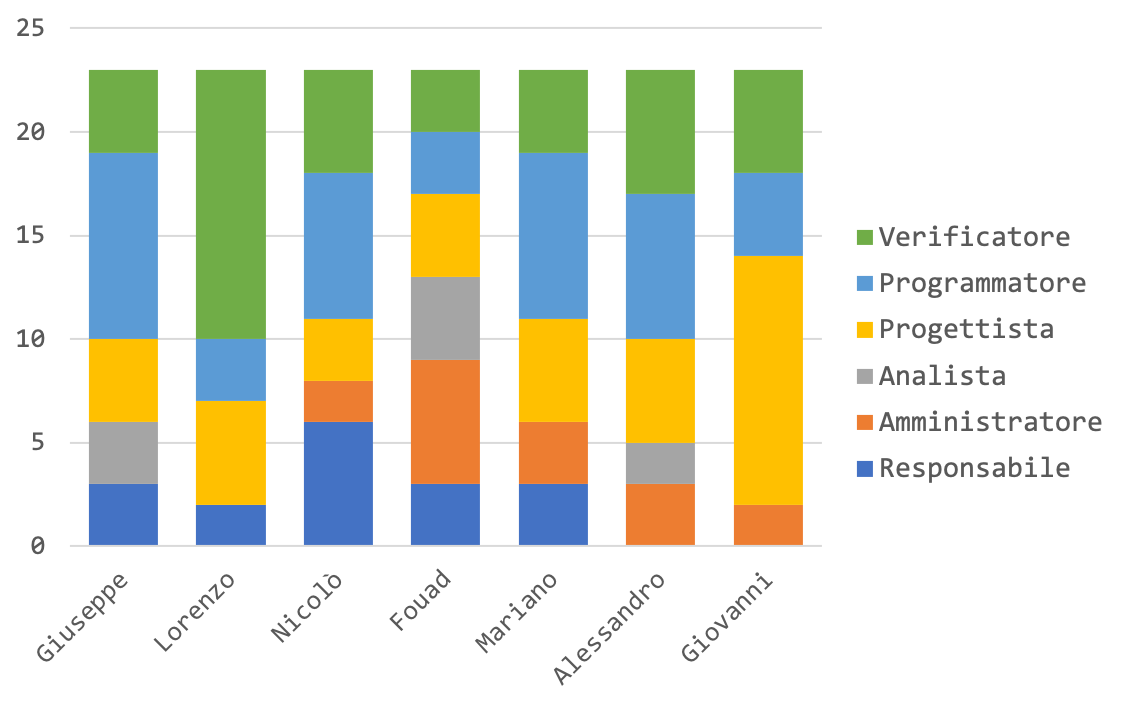 25
20
15
10
5
0
Giuseppe
Lorenzo
Nicolò
Fouad
Mariano
Alessandro
Giovanni
Verificatore
Programmatore
Progettista
Analista
Amministratore
Responsabile